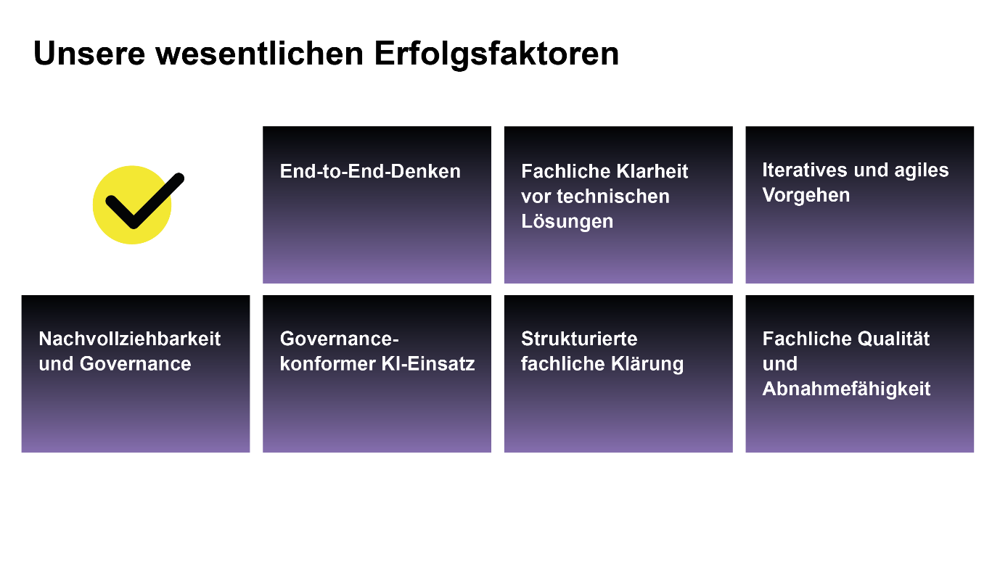 Unsere wesentlichen Erfolgsfaktoren
End-to-End-Denken
Fachliche Klarheit
vor technischen
Lösungen
Iteratives und agiles
Vorgehen
Nachvollziehbarkeit
und Governance
Governance-
konformer KI-Einsatz
Strukturierte
fachliche Klärung
Fachliche Qualität
und
Abnahmefähigkeit